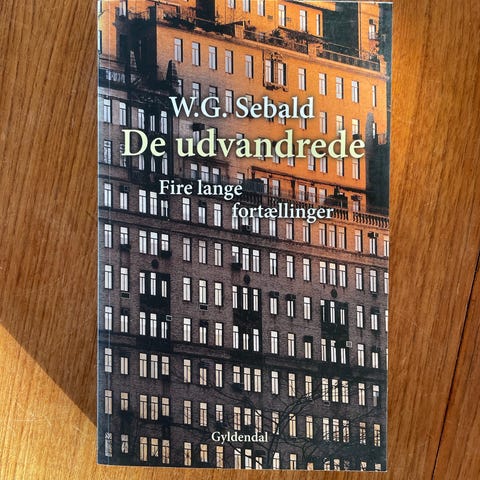 W.G. Sebald
De udvandrede
Fire lange
fortællinger
Gyldendal